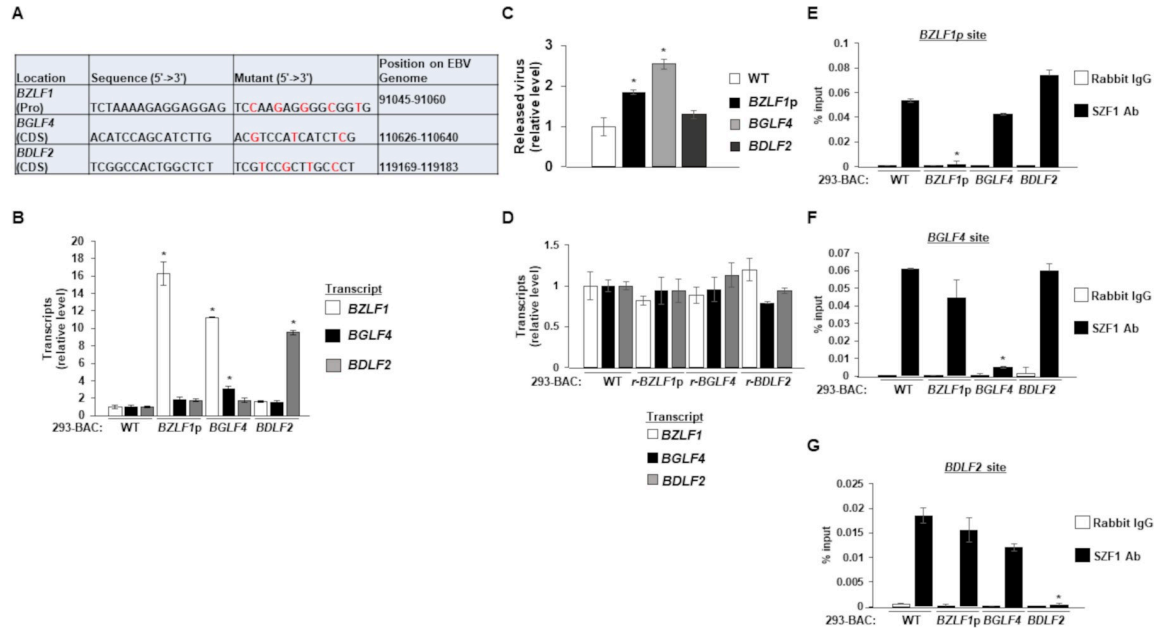 A
Location Sequence (5'->3') Mutant (5'->3') Position on EBV Genome
BZLF1 (Pro) TCTAAAAGAGGAGGAG TCCAAGAGGGGCGGTG 91045-91060
BGLF4 (CDS) ACATCCAGCATCTTG ACGTCCATCATCTCG 110626-110640
BDLF2 (CDS) TCGGCCACTGGCTCT TCGTCCGCTTGCCCT 119169-119183
B
Transcripts
(relative level)
20
18
16
14
12
10
8
6
4
2
0
*
*
*
*
Transcript
BZLF1
BGLF4
BDLF2
293-BAC: WT BZLF1p BGLF4 BDLF2
C
Released virus
(relative level)
3
2
1
0
*
*
WT
BZLF1p
BGLF4
BDLF2
D
Transcripts
(relative level)
1.5
1
0.5
0
293-BAC: WT r-BZLF1p r-BGLF4 r-BDLF2
Transcript
BZLF1
BGLF4
BDLF2
E
BZLF1p site
% input
0.1
0.08
0.06
0.04
0.02
0
*
Rabbit IgG
SZF1 Ab
293-BAC: WT BZLF1p BGLF4 BDLF2
F
BGLF4 site
% input
0.07
0.06
0.05
0.04
0.03
0.02
0.01
0
*
Rabbit IgG
SZF1 Ab
293-BAC: WT BZLF1p BGLF4 BDLF2
G
BDLF2 site
% input
0.025
0.02
0.015
0.01
0.005
0
*
Rabbit IgG
SZF1 Ab
293-BAC: WT BZLF1p BGLF4 BDLF2